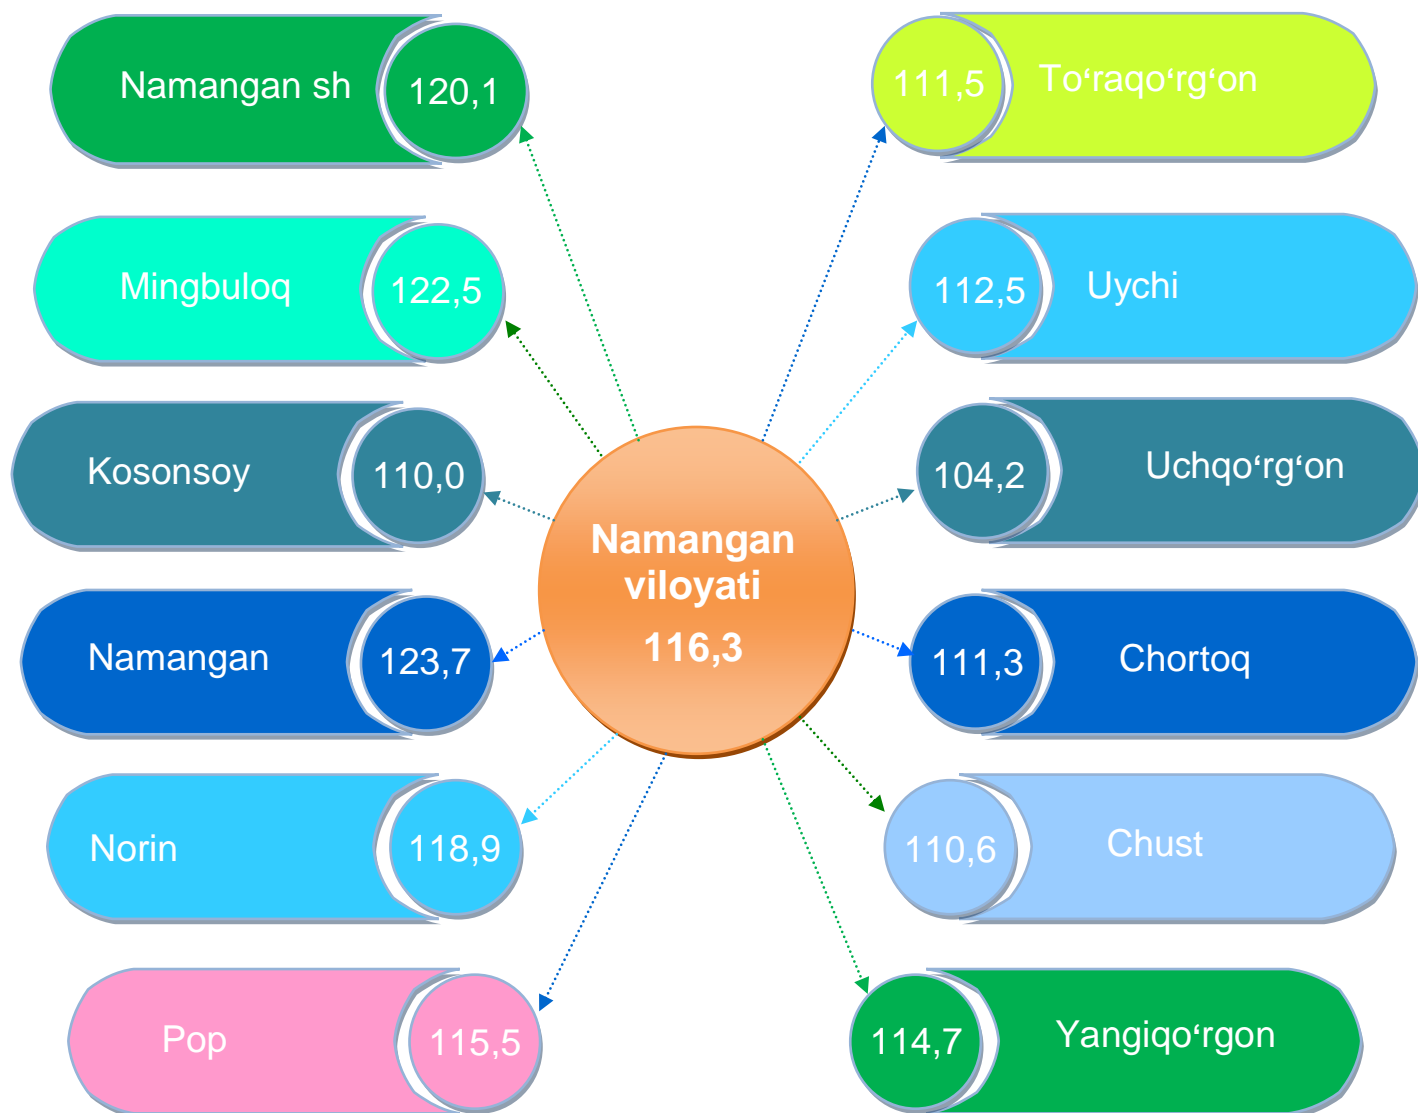 Namangan sh
120,1
Mingbuloq
122,5
Kosonsoy
110,0
Namangan
123,7
Norin
118,9
Pop
115,5
Namangan
viloyati
116,3
111,5
To‘raqo‘rg‘on
112,5
Uychi
104,2
Uchqo‘rg‘on
111,3
Chortoq
110,6
Chust
114,7
Yangiqo‘rgon